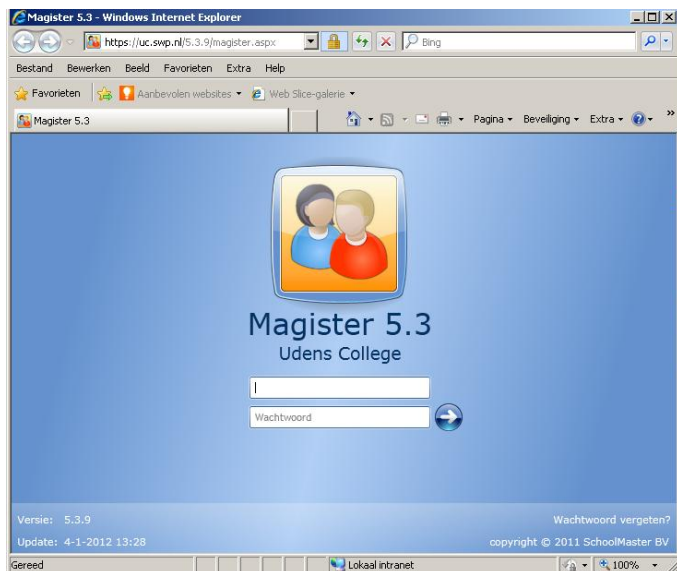 Magister 5.3 - Windows Internet Explorer
https://uc.swp.nl/5.3.9/magister.aspx
Bing
Bestand Bewerken Beeld Favorieten Extra Help
Favorieten Aanbevolen websites Web Slice-galerie
Magister 5.3 Pagina Beveiliging Extra
Magister 5.3
Udens College
Wachtwoord
Versie: 5.3.9 Wachtwoord vergeten?
Update: 4-1-2012 13:28 copyright © 2011 SchoolMaster BV
Gereed Lokaal intranet 100%